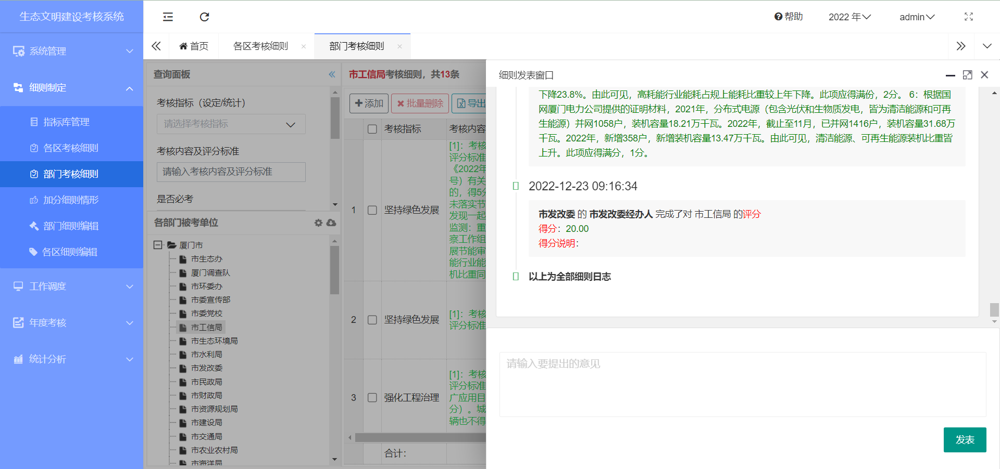 生态文明建设考核系统
帮助
2022 年
admin
首页
各区考核细则
部门考核细则
系统管理
细则制定
指标库管理
各区考核细则
部门考核细则
加分细则情形
部门细则编辑
各区细则编辑
工作调度
年度考核
统计分析
查询面板
考核指标（设定/统计）
请选择考核指标
考核内容及评分标准
请输入考核内容及评分标准
是否必考
各部门被考单位
厦门市
市生态办
厦门调查队
市环委办
市委宣传部
市委党校
市工信局
市生态环境局
市水利局
市发改委
市民政局
市财政局
市资源规划局
市建设局
市交通局
市农业农村局
市海洋局
市工信局考核细则，共13条
添加
批量删除
导出
考核指标
考核内容
1
坚持绿色发展
[1]：考核
评分标准
《2022年
号）有关
的，得5分
未落实节
发现一起
监测：重
察工作组
展节能审
能行业能
机比重同
2
坚持绿色发展
[1]：考核
评分标准
3
强化工程治理
[1]：考核
评分标准
广应用目
分）。城
辆也不得
合计：
细则发表窗口
下降23.8%。由此可见，高耗能行业能耗占规上能耗比重较上年下降。此项应得满份，2分。 6：根据国
网厦门电力公司提供的证明材料，2021年，分布式电源（包含光伏和生物质发电，皆为清洁能源和可再
生能源）并网1058户，装机容量18.21万千瓦。2022年，截止至11月，已并网1416户，装机容量31.68万
千瓦。2022年，新增358户，新增装机容量13.47万千瓦。由此可见，清洁能源、可再生能源装机比重皆
上升。此项应得满分，1分。
2022-12-23 09:16:34
市发改委 的 市发改委经办人 完成了对 市工信局 的评分
得分：20.00
得分说明：
以上为全部细则日志
请输入要提出的意见
发表